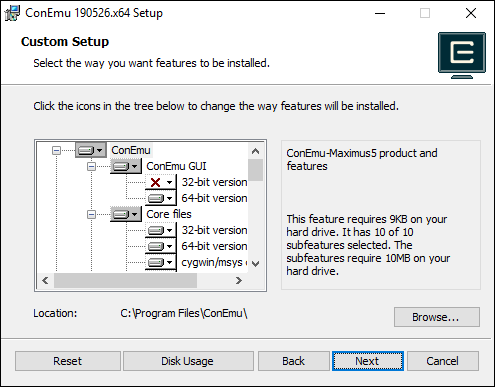 ConEmu 190526.x64 Setup
Custom Setup
Select the way you want features to be installed.
Click the icons in the tree below to change the way features will be installed.
ConEmu
ConEmu GUI
32-bit version
64-bit version
Core files
32-bit version
64-bit version
cygwin/msys
ConEmu-Maximus5 product and
features
This feature requires 9KB on your
hard drive. It has 10 of 10
subfeatures selected. The
subfeatures require 10MB on your
hard drive.
Location:
C:\Program Files\ConEmu\
Browse...
Reset
Disk Usage
Back
Next
Cancel